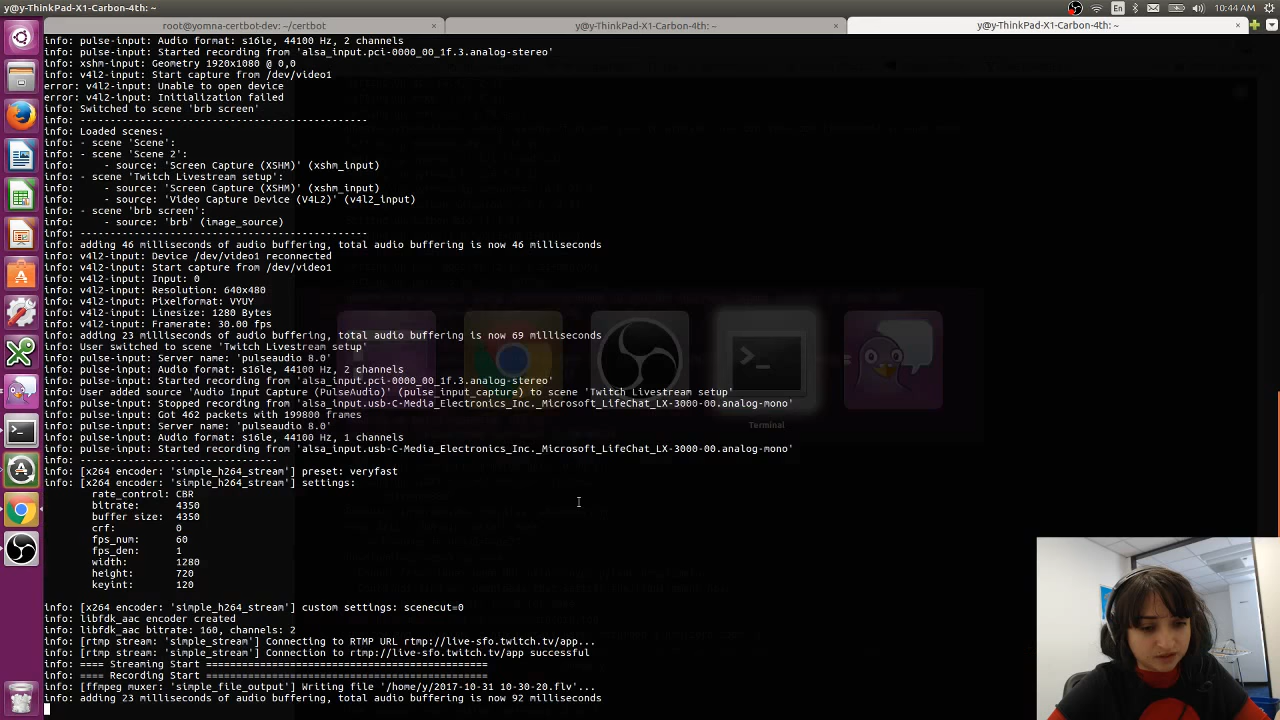 y@y-ThinkPad-X1-Carbon-4th: ~
En
10:44 AM
root@yomna-certbot-dev: ~/certbot
y@y-ThinkPad-X1-Carbon-4th: ~
y@y-ThinkPad-X1-Carbon-4th: ~
info: pulse-input: Audio format: s16le, 44100 Hz, 2 channels
info: pulse-input: Started recording from 'alsa_input.pci-0000_00_1f.3.analog-stereo'
info: xshm-input: Geometry 1920x1080 @ 0,0
info: v4l2-input: Start capture from /dev/video1
error: v4l2-input: Unable to open device
error: v4l2-input: Initialization failed
info: Switched to scene 'brb screen'
info: ------------------------------------------------
info: Loaded scenes:
info: - scene 'Scene':
info: - scene 'Scene 2':
info:     - source: 'Screen Capture (XSHM)' (xshm_input)
info: - scene 'Twitch Livestream setup':
info:     - source: 'Screen Capture (XSHM)' (xshm_input)
info:     - source: 'Video Capture Device (V4L2)' (v4l2_input)
info: - scene 'brb screen':
info:     - source: 'brb' (image_source)
info: ------------------------------------------------
info: adding 46 milliseconds of audio buffering, total audio buffering is now 46 milliseconds
info: v4l2-input: Device /dev/video1 reconnected
info: v4l2-input: Start capture from /dev/video1
info: v4l2-input: Input: 0
info: v4l2-input: Resolution: 640x480
info: v4l2-input: Pixelformat: VYUY
info: v4l2-input: Linesize: 1280 Bytes
info: v4l2-input: Framerate: 30.00 fps
info: adding 23 milliseconds of audio buffering, total audio buffering is now 69 milliseconds
info: User switched to scene 'Twitch Livestream setup'
info: pulse-input: Server name: 'pulseaudio 8.0'
info: pulse-input: Audio format: s16le, 44100 Hz, 2 channels
info: pulse-input: Started recording from 'alsa_input.pci-0000_00_1f.3.analog-stereo'
info: User added source 'Audio Input Capture (PulseAudio)' (pulse_input_capture) to scene 'Twitch Livestream setup'
info: pulse-input: Stopped recording from 'alsa_input.usb-C-Media_Electronics_Inc._Microsoft_LifeChat_LX-3000-00.analog-mono'
info: pulse-input: Got 462 packets with 199800 frames
info: pulse-input: Server name: 'pulseaudio 8.0'
info: pulse-input: Audio format: s16le, 44100 Hz, 1 channels
info: pulse-input: Started recording from 'alsa_input.usb-C-Media_Electronics_Inc._Microsoft_LifeChat_LX-3000-00.analog-mono'
info: ---------------------------------
info: [x264 encoder: 'simple_h264_stream'] preset: veryfast
info: [x264 encoder: 'simple_h264_stream'] settings:
rate_control: CBR
bitrate:      4350
buffer size:  4350
crf:          0
fps_num:      60
fps_den:      1
width:        1280
height:       720
keyint:       120
info: [x264 encoder: 'simple_h264_stream'] custom settings: scenecut=0
info: libfdk_aac encoder created
info: libfdk_aac bitrate: 160, channels: 2
info: [rtmp stream: 'simple_stream'] Connecting to RTMP URL rtmp://live-sfo.twitch.tv/app...
info: [rtmp stream: 'simple_stream'] Connection to rtmp://live-sfo.twitch.tv/app successful
info: ==== Streaming Start ===============================================
info: ==== Recording Start ===============================================
info: [ffmpeg muxer: 'simple_file_output'] Writing file '/home/y/2017-10-31 10-30-20.flv'...
info: adding 23 milliseconds of audio buffering, total audio buffering is now 92 milliseconds
Terminal